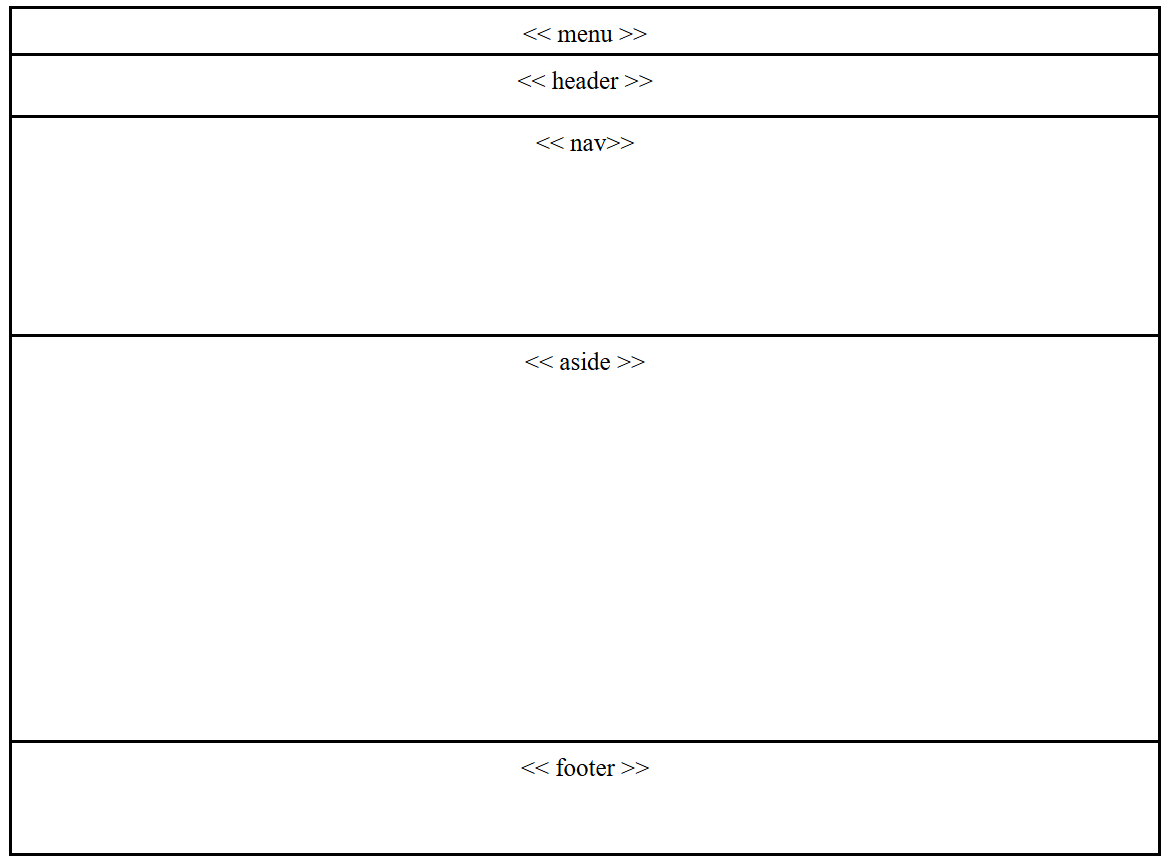 << menu >>
<< header >>
<< nav>>
<< aside >>
<< footer >>